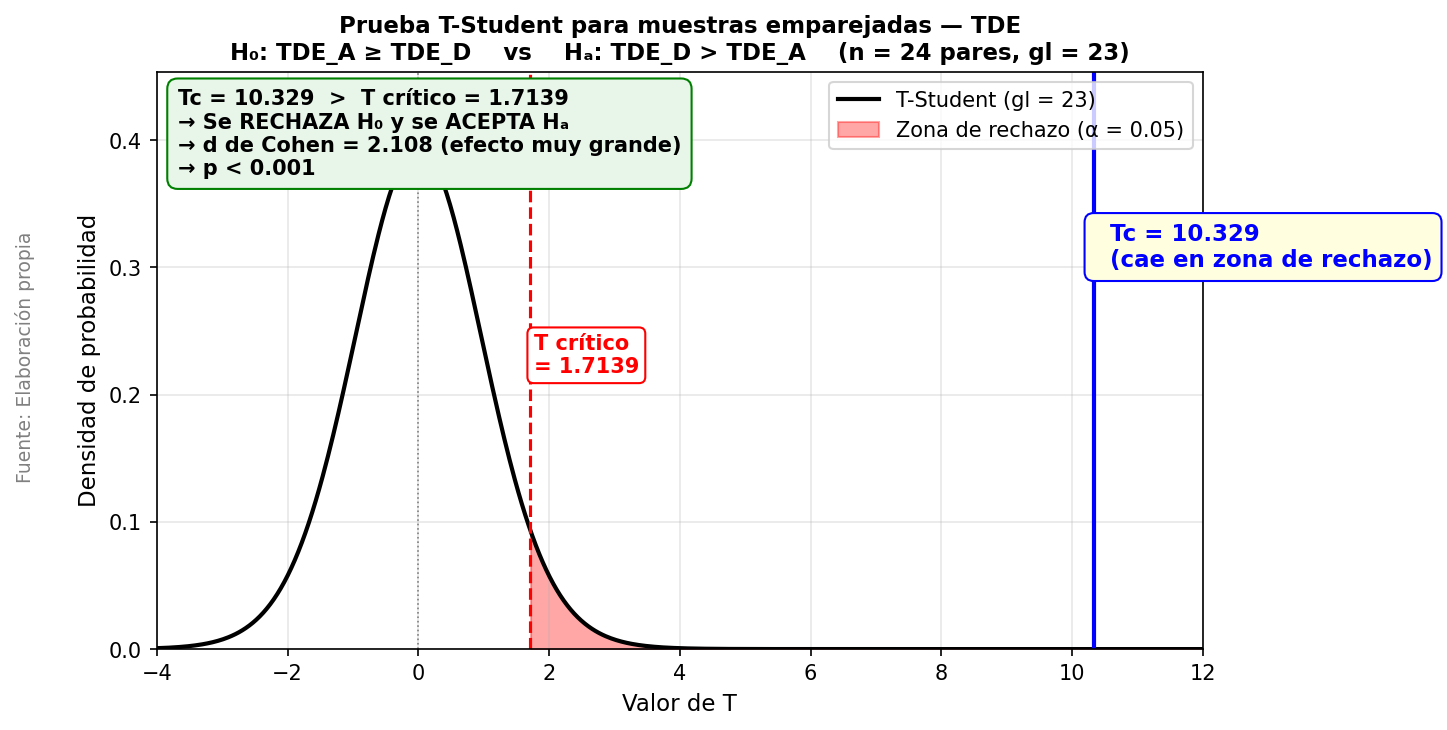 Prueba T-Student para muestras emparejadas — TDE
H₀: TDE_A ≥ TDE_D vs Hₐ: TDE_D > TDE_A (n = 24 pares, gl = 23)
Tc = 10.329 > T crítico = 1.7139
→ Se RECHAZA H₀ y se ACEPTA Hₐ
→ d de Cohen = 2.108 (efecto muy grande)
→ p < 0.001
T-Student (gl = 23)
Zona de rechazo (α = 0.05)
Tc = 10.329
(cae en zona de rechazo)
T crítico
= 1.7139
Fuente: Elaboración propia
Densidad de probabilidad
0.4
0.3
0.2
0.1
0.0
−4 −2 0 2 4 6 8 10 12
Valor de T